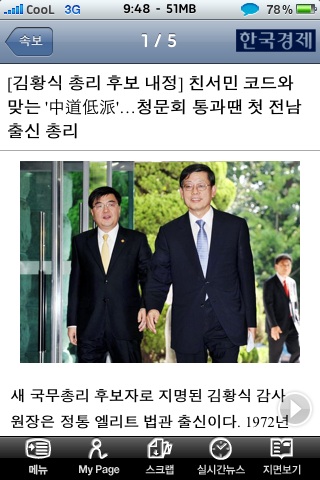 CooL 3G 9:48 - 51MB 78%
속보 1 / 5 한국경제
[김황식 총리 후보 내정] 친서민 코드와
맞는 '中道低派'…청문회 통과땐 첫 전남
출신 총리
새 국무총리 후보자로 지명된 김황식 감사
원장은 정통 엘리트 법관 출신이다. 1972년
메뉴 My Page 스크랩 실시간뉴스 지면보기